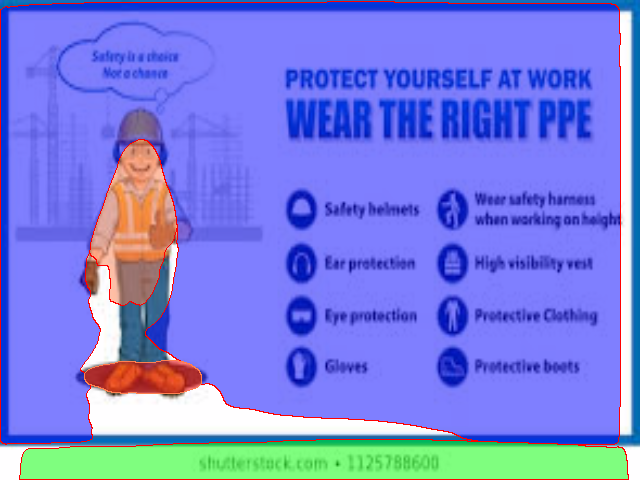 Safety is a choice
Not a chance
PROTECT YOURSELF AT WORK
WEAR THE RIGHT PPE
Safety helmets
Ear protection
Eye protection
Gloves
Wear safety harness
when working on height
High visibility vest
Protective Clothing
Protective boots
shutterstock.com • 1125788600